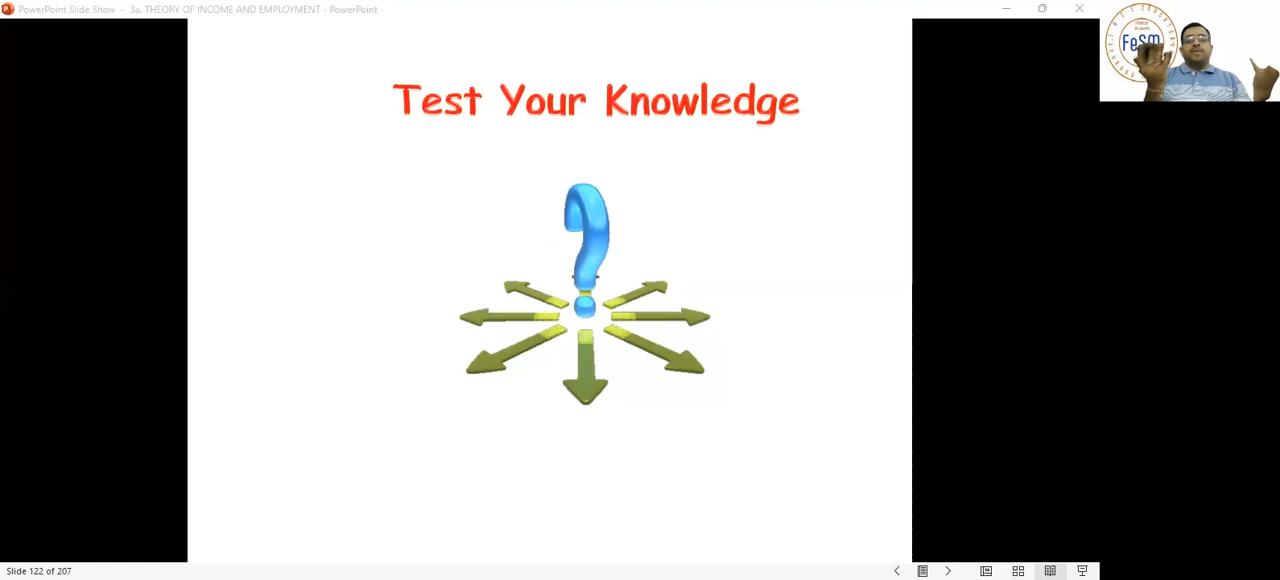 PowerPoint Slide Show - 3a. THEORY OF INCOME AND EMPLOYMENT - PowerPoint
FeSM
Test Your Knowledge
?
Slide 122 of 207